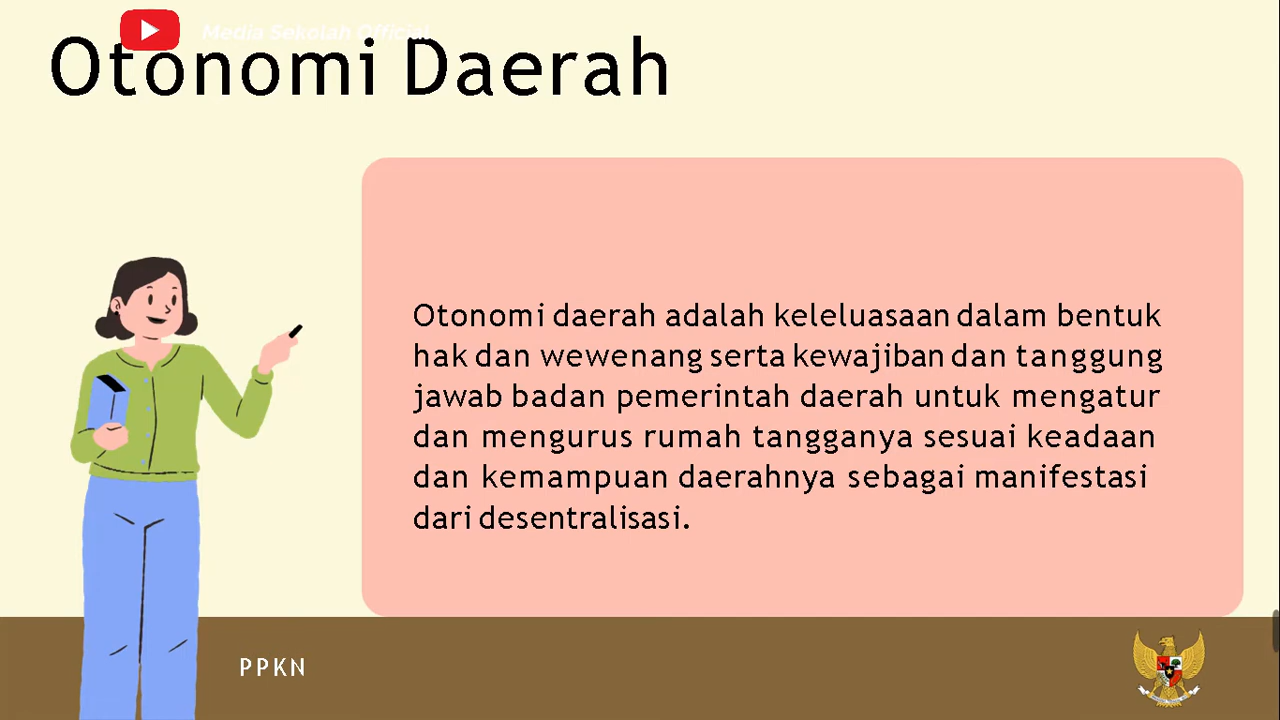 Media Sekolah Official
Otonomi Daerah
Otonomi daerah adalah keleluasaan dalam bentuk
hak dan wewenang serta kewajiban dan tanggung
jawab badan pemerintah daerah untuk mengatur
dan mengurus rumah tangganya sesuai keadaan
dan kemampuan daerahnya sebagai manifestasi
dari desentralisasi.
PPKN